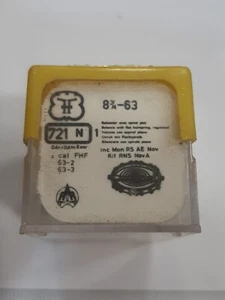 8¾-63
721 N 1
Balancier avec spiral plat
Balance with flat hairspring, regulated
Unruh mit Flachspirale
Volante con espiral plano
Bilanciere con spirale piano
cal FHF
63-2
63-3
Inc Mon RS AE Nev
Kif RNS NevA